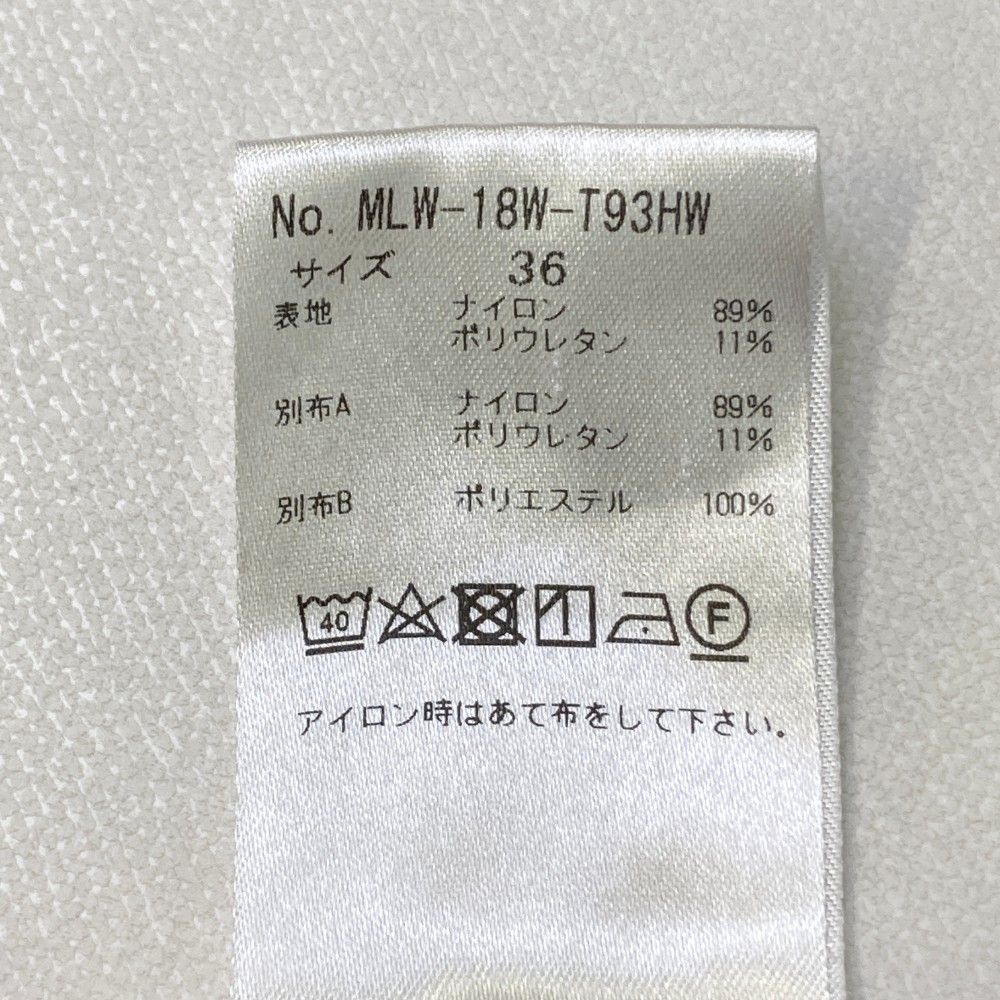 No. MLW-18W-T93HW
サイズ 36
表地 ナイロン 89%
ポリウレタン 11%
別布A ナイロン 89%
ポリウレタン 11%
別布B ポリエステル 100%
40 F
アイロン時はあて布をして下さい。